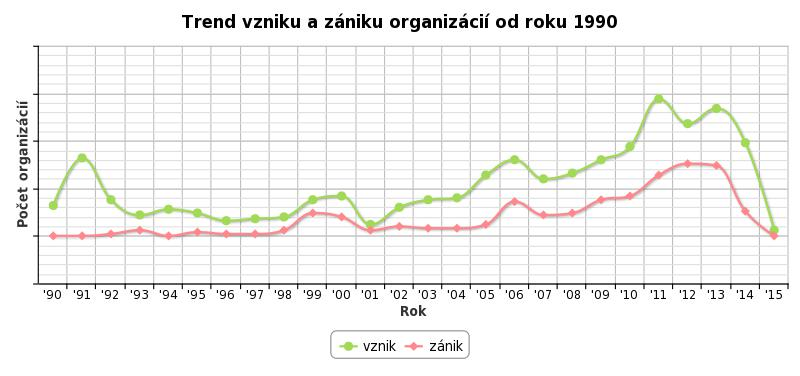 Trend vzniku a zániku organizácií od roku 1990
Počet organizácií
'90 '91 '92 '93 '94 '95 '96 '97 '98 '99 '00 '01 '02 '03 '04 '05 '06 '07 '08 '09 '10 '11 '12 '13 '14 '15
Rok
vznik zánik